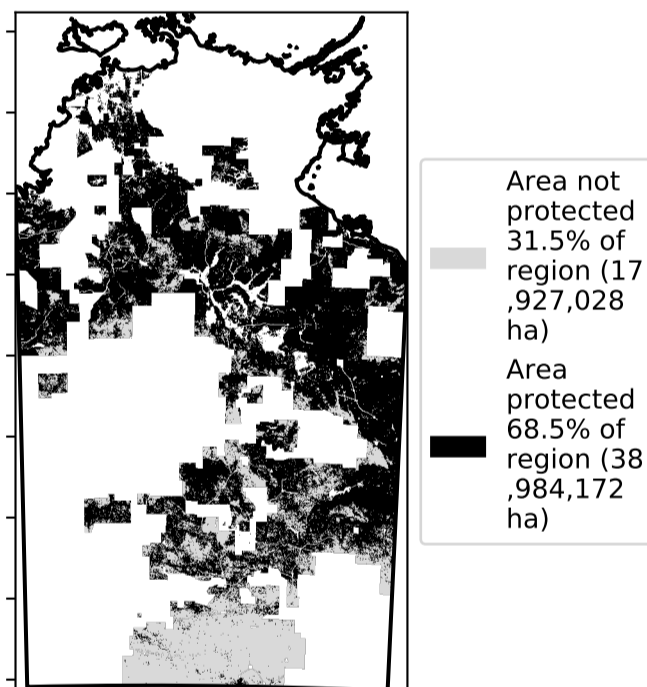 Area not
protected
31.5% of
region (17
,927,028
ha)
Area
protected
68.5% of
region (38
,984,172
ha)